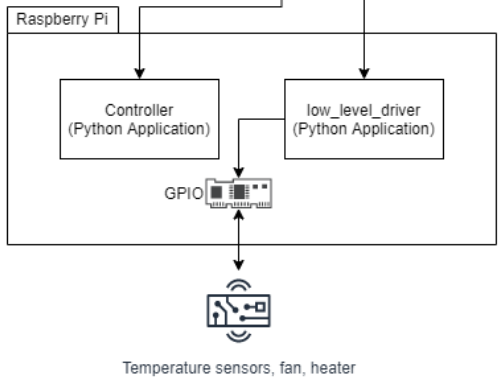 Raspberry Pi
Controller
(Python Application)
low_level_driver
(Python Application)
GPIO
Temperature sensors, fan, heater